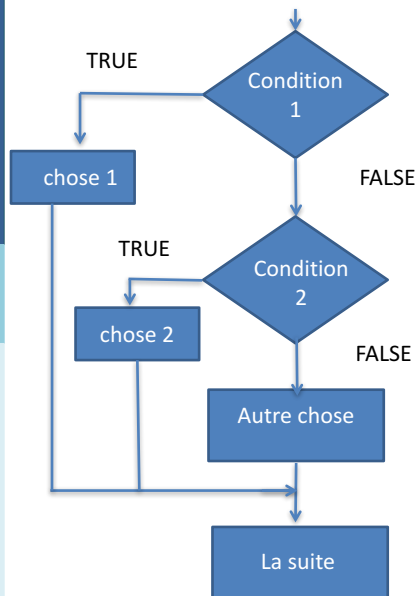 TRUE
Condition
1
chose 1
FALSE
TRUE
Condition
2
chose 2
FALSE
Autre chose
La suite